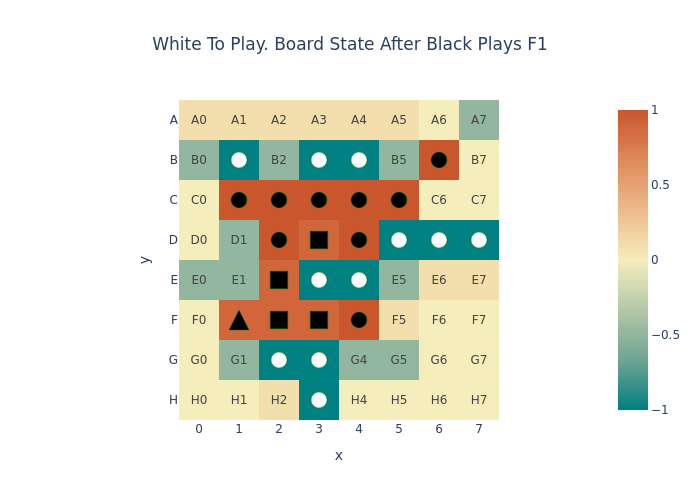 White To Play. Board State After Black Plays F1
A A0 A1 A2 A3 A4 A5 A6 A7
B B0 B2 B5 B7
C C0 C6 C7
D D0 D1
y
E E0 E1 E5 E6 E7
F F0 F5 F6 F7
G G0 G1 G4 G5 G6 G7
H H0 H1 H2 H4 H5 H6 H7
0 1 2 3 4 5 6 7
x
1
0.5
0
−0.5
−1